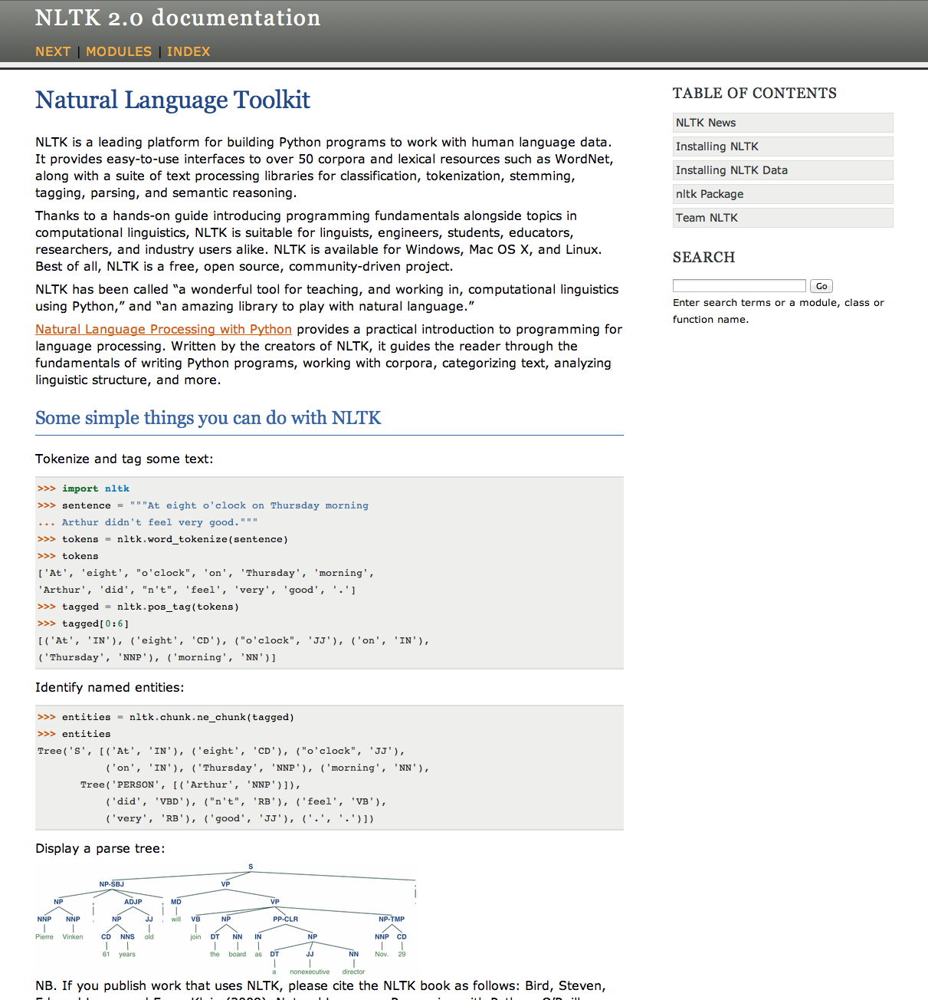 NLTK 2.0 documentation
NEXT | MODULES | INDEX
Natural Language Toolkit
NLTK is a leading platform for building Python programs to work with human language data.
It provides easy-to-use interfaces to over 50 corpora and lexical resources such as WordNet,
along with a suite of text processing libraries for classification, tokenization, stemming,
tagging, parsing, and semantic reasoning.
Thanks to a hands-on guide introducing programming fundamentals alongside topics in
computational linguistics, NLTK is suitable for linguists, engineers, students, educators,
researchers, and industry users alike. NLTK is available for Windows, Mac OS X, and Linux.
Best of all, NLTK is a free, open source, community-driven project.
NLTK has been called “a wonderful tool for teaching, and working in, computational linguistics
using Python,” and “an amazing library to play with natural language.”
Natural Language Processing with Python provides a practical introduction to programming for
language processing. Written by the creators of NLTK, it guides the reader through the
fundamentals of writing Python programs, working with corpora, categorizing text, analyzing
linguistic structure, and more.
Some simple things you can do with NLTK
Tokenize and tag some text:
>>> import nltk
>>> sentence = """At eight o'clock on Thursday morning
... Arthur didn't feel very good."""
>>> tokens = nltk.word_tokenize(sentence)
>>> tokens
['At', 'eight', "o'clock", 'on', 'Thursday', 'morning',
'Arthur', 'did', "n't", 'feel', 'very', 'good', '.']
>>> tagged = nltk.pos_tag(tokens)
>>> tagged[0:6]
[('At', 'IN'), ('eight', 'CD'), ("o'clock", 'JJ'), ('on', 'IN'),
('Thursday', 'NNP'), ('morning', 'NN')]
Identify named entities:
>>> entities = nltk.chunk.ne_chunk(tagged)
>>> entities
Tree('S', [('At', 'IN'), ('eight', 'CD'), ("o'clock", 'JJ'),
('on', 'IN'), ('Thursday', 'NNP'), ('morning', 'NN'),
Tree('PERSON', [('Arthur', 'NNP')]),
('did', 'VBD'), ("n't", 'RB'), ('feel', 'VB'),
('very', 'RB'), ('good', 'JJ'), ('.', '.')])
Display a parse tree:
S
NP-SBJ VP
NP , ADJP , MD VP .
NNP NNP , NP JJ , will VB NP PP-CLR NP-TMP
Pierre Vinken CD NNS old join DT NN IN NP NNP CD
61 years the board as DT JJ NN Nov. 29
a nonexecutive director
NB. If you publish work that uses NLTK, please cite the NLTK book as follows: Bird, Steven,
TABLE OF CONTENTS
NLTK News
Installing NLTK
Installing NLTK Data
nltk Package
Team NLTK
SEARCH
Go
Enter search terms or a module, class or
function name.